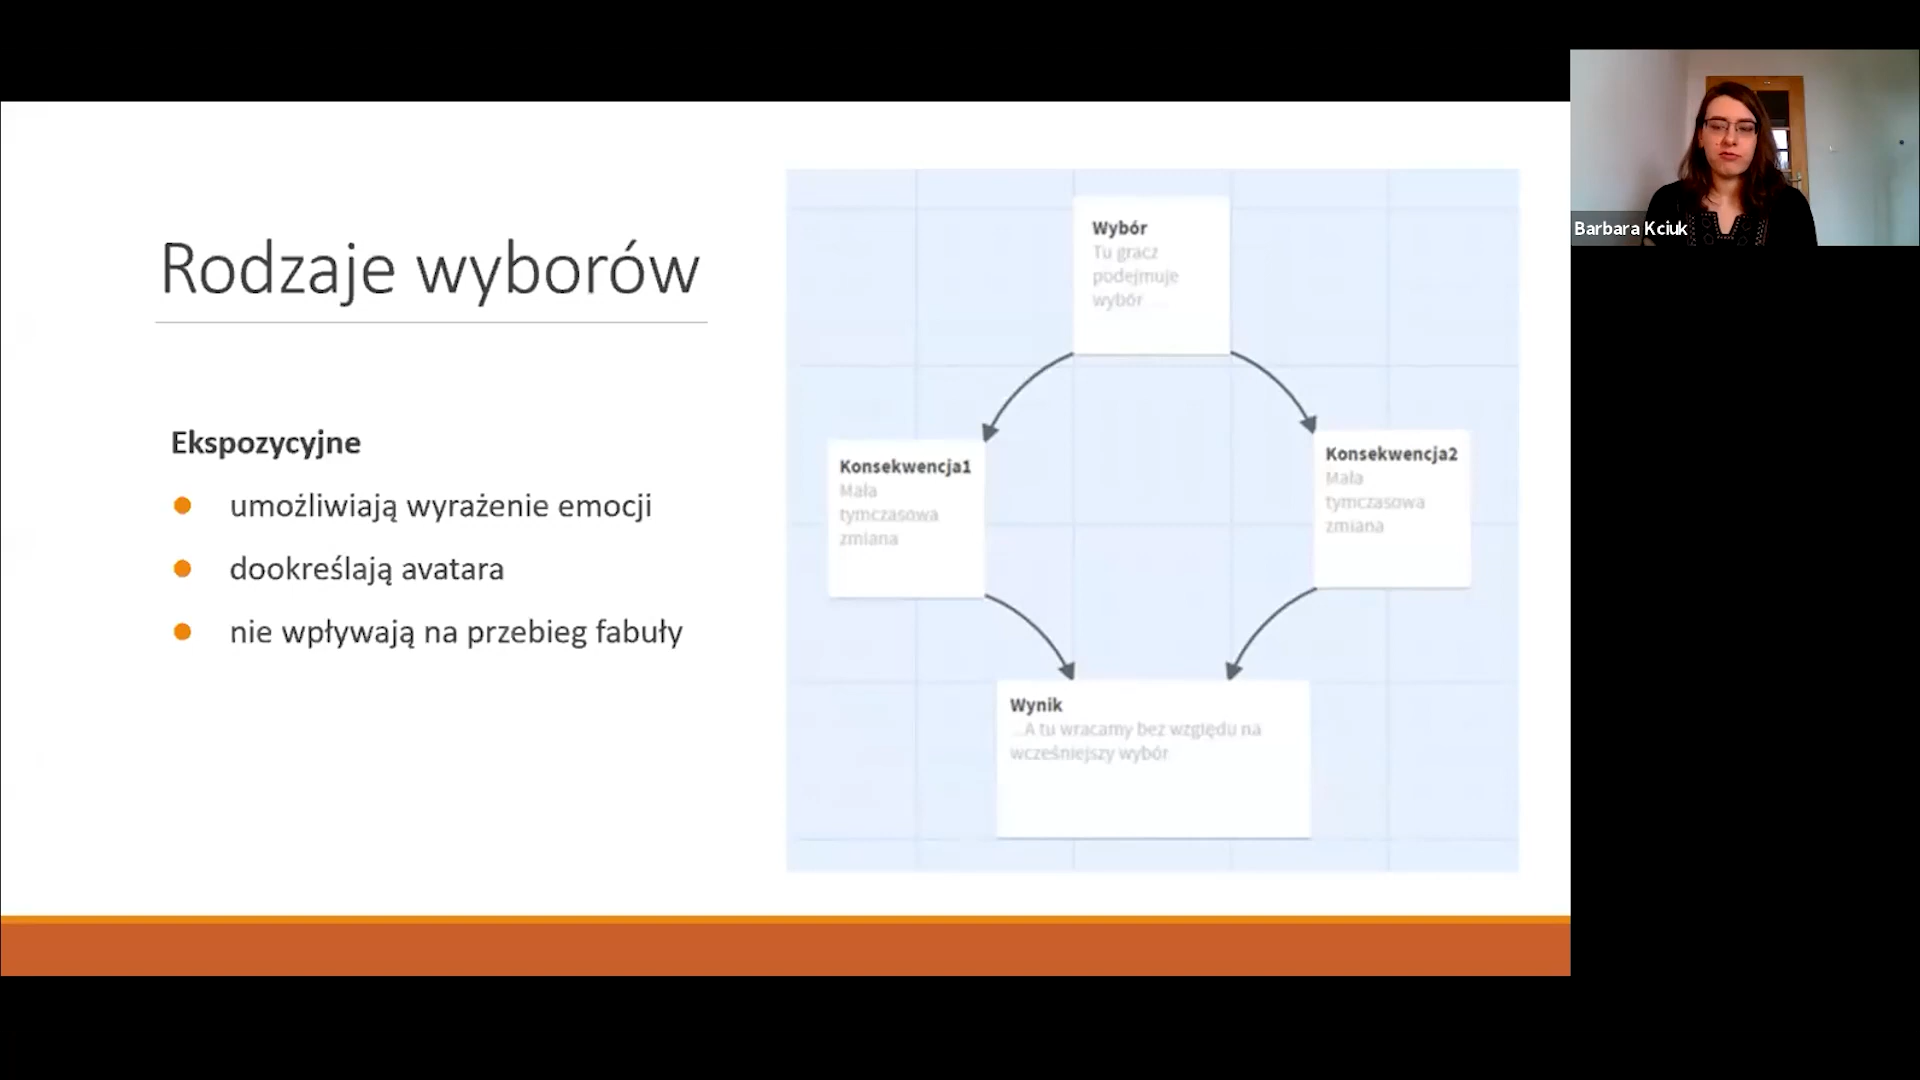 Rodzaje wyborów
Ekspozycyjne
umożliwiają wyrażenie emocji
dookreślają avatara
nie wpływają na przebieg fabuły
Wybór
Tu gracz
podejmuje
wybór ...
Konsekwencja1
Mała
tymczasowa
zmiana
Konsekwencja2
Mała
tymczasowa
zmiana
Wynik
...A tu wracamy bez względu na
wcześniejszy wybór.
Barbara Kciuk